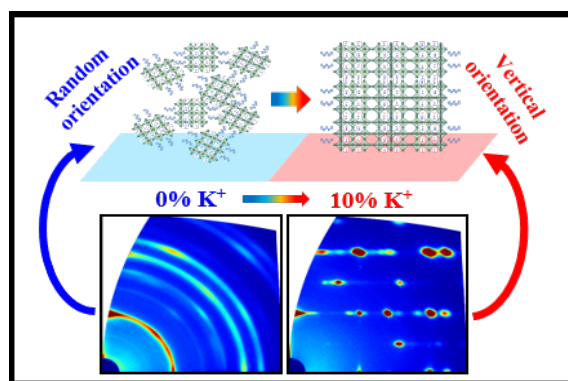 Random
orientation
Vertical
orientation
0% K⁺
10% K⁺